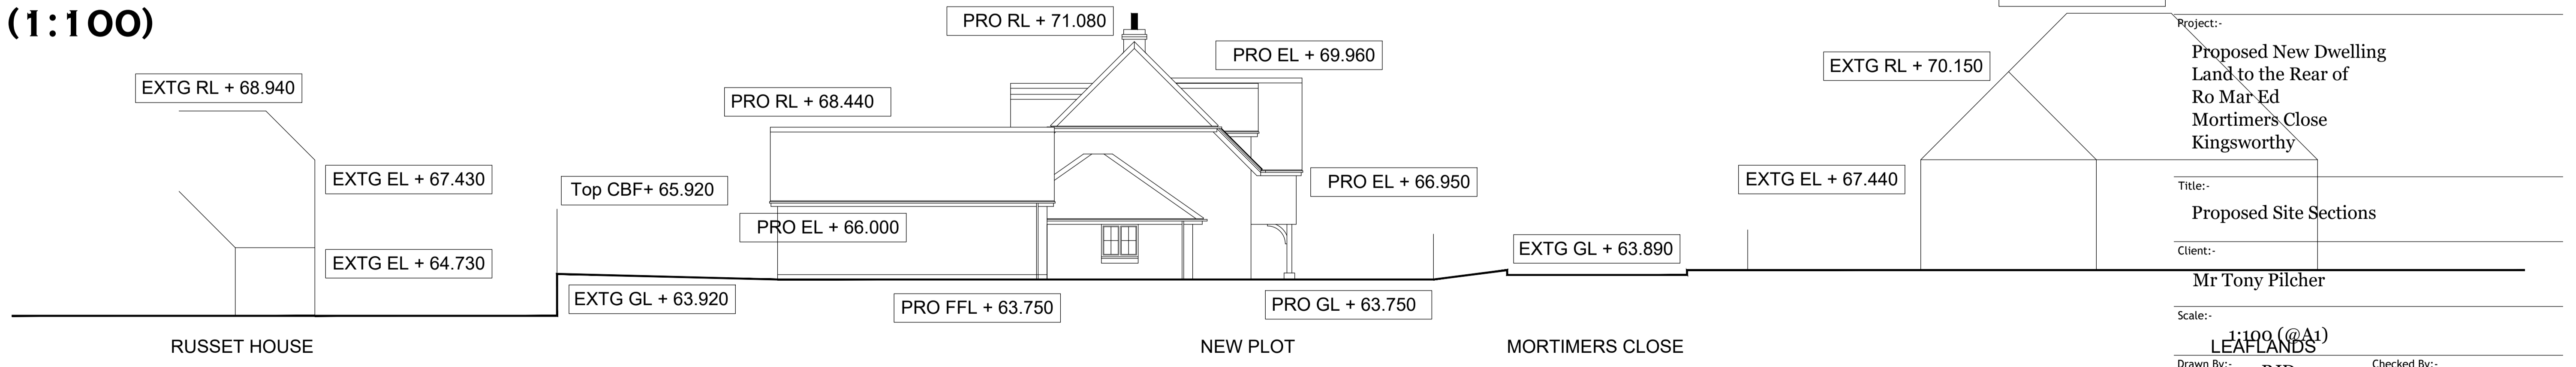 (1:100)
EXTG RL + 68.940
EXTG EL + 67.430
EXTG EL + 64.730
Top CBF+ 65.920
EXTG GL + 63.920
PRO RL + 68.440
PRO EL + 66.000
PRO FFL + 63.750
PRO RL + 71.080
PRO EL + 69.960
PRO EL + 66.950
PRO GL + 63.750
EXTG GL + 63.890
EXTG RL + 70.150
EXTG EL + 67.440
RUSSET HOUSE
NEW PLOT
MORTIMERS CLOSE
LEAFLANDS
Project:-
Proposed New Dwelling
Land to the Rear of
Ro Mar Ed
Mortimers Close
Kingsworthy
Title:-
Proposed Site Sections
Client:-
Mr Tony Pilcher
Scale:-
1:100 (@A1)
Drawn By:-
Checked By:-